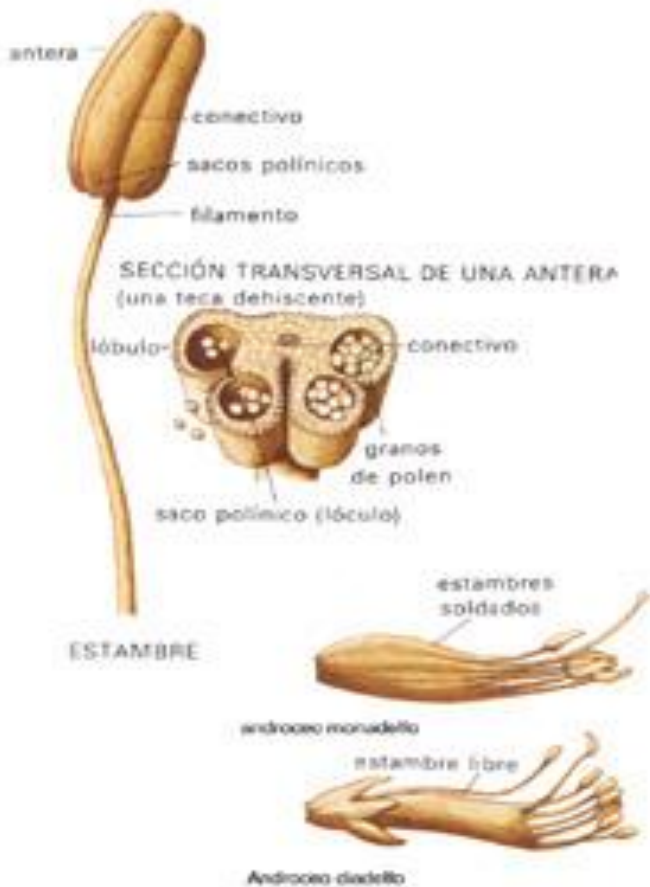 antera
conectivo
sacos polínicos
filamento
SECCIÓN TRANSVERSAL DE UNA ANTERA
(una teca dehiscente)
lóbulo
conectivo
granos
de polen
saco polínico (lóculo)
ESTAMBRE
estambres
soldados
androceo monadelfo
estambre libre
Androceo diadelfo